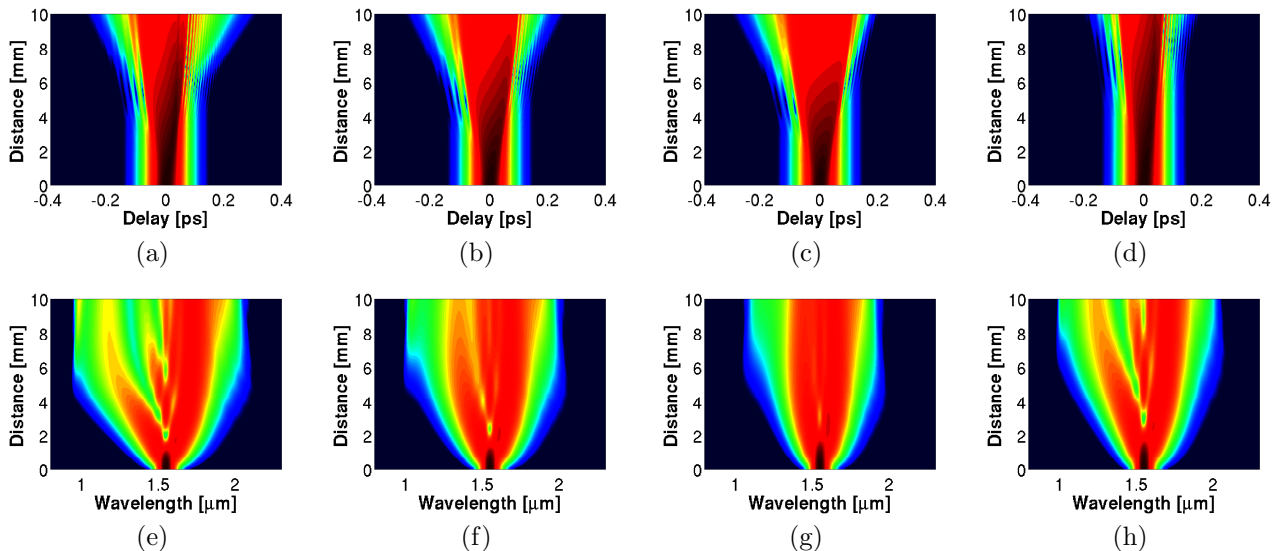 10 8 6 4 2 0
Distance [mm]
-0.4 -0.2 0 0.2 0.4
Delay [ps]
(a)
10 8 6 4 2 0
Distance [mm]
-0.4 -0.2 0 0.2 0.4
Delay [ps]
(b)
10 8 6 4 2 0
Distance [mm]
-0.4 -0.2 0 0.2 0.4
Delay [ps]
(c)
10 8 6 4 2 0
Distance [mm]
-0.4 -0.2 0 0.2 0.4
Delay [ps]
(d)
10 8 6 4 2 0
Distance [mm]
1 1.5 2
Wavelength [μm]
(e)
10 8 6 4 2 0
Distance [mm]
1 1.5 2
Wavelength [μm]
(f)
10 8 6 4 2 0
Distance [mm]
1 1.5 2
Wavelength [μm]
(g)
10 8 6 4 2 0
Distance [mm]
1 1.5 2
Wavelength [μm]
(h)